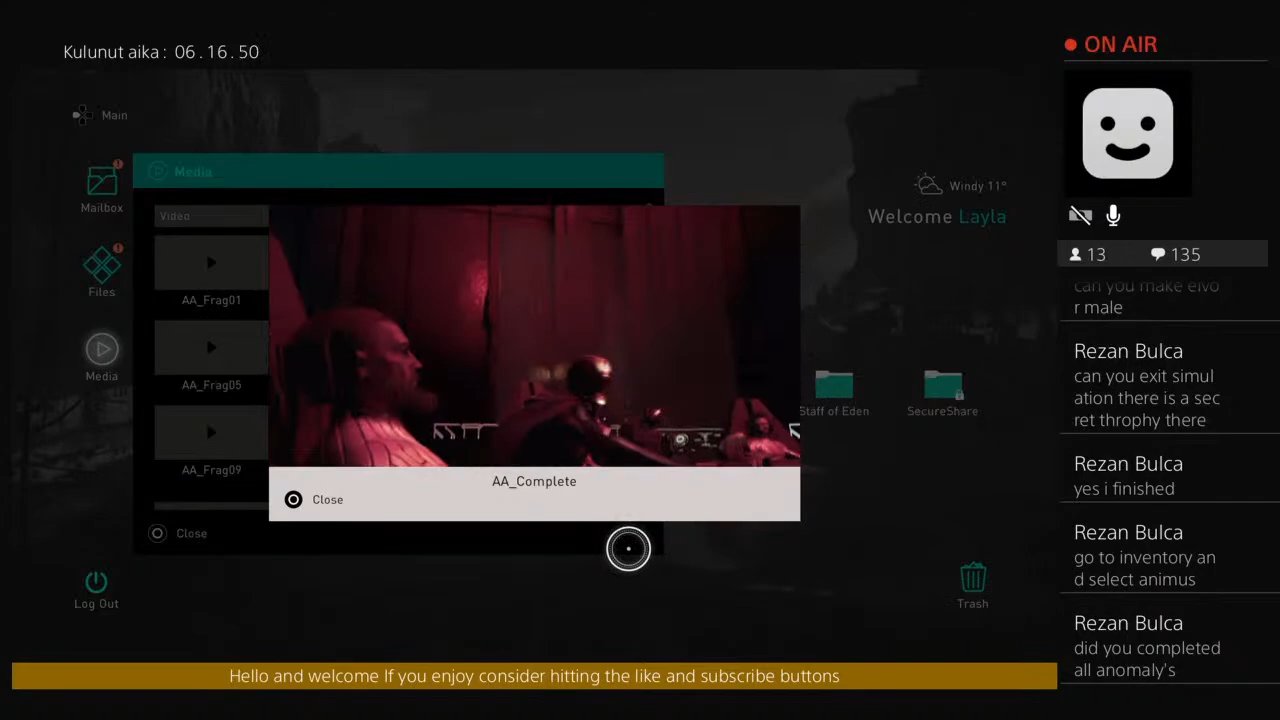 Kulunut aika : 06.16.50
ON AIR
Main
Media
Mailbox
Video
Windy 11°
Welcome Layla
13
135
can you make eivo
r male
Files
AA_Frag01
Rezan Bulca
can you exit simul
ation there is a sec
ret throphy there
Media
AA_Frag05
Staff of Eden
SecureShare
Rezan Bulca
yes i finished
AA_Frag09
AA_Complete
Close
Close
Rezan Bulca
go to inventory an
d select animus
Log Out
Trash
Rezan Bulca
did you completed
all anomaly's
Hello and welcome If you enjoy consider hitting the like and subscribe buttons